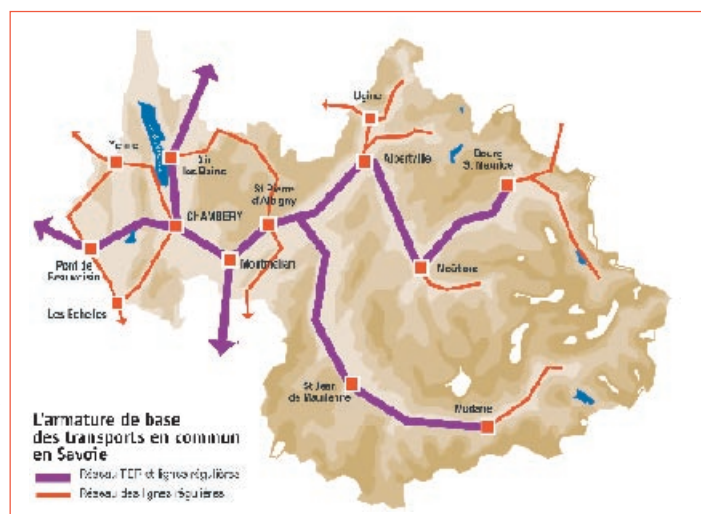 Ugine
Yenne
Aix
les Bains
Albertville
Bourg
St Maurice
St Pierre
d'Albigny
CHAMBERY
Pont de
Beauvoisin
Montmélian
Moûtiers
Les Echelles
St Jean
de Maurienne
Modane
L'armature de base
des transports en commun
en Savoie
Réseau TER et lignes régulières
Réseau des lignes régulières